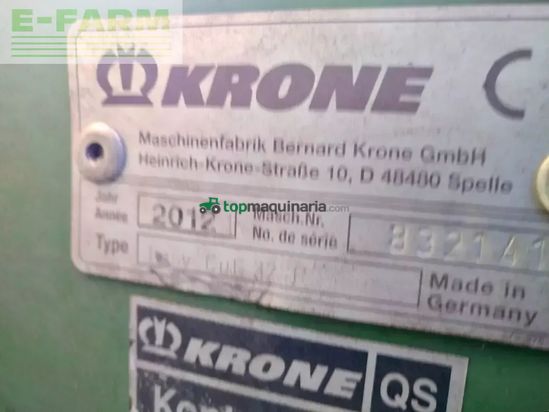 E-FARM
KRONE C
Maschinenfabrik Bernard Krone GmbH
Heinrich-Krone-Straße 10, D 48480 Spelle
Jahr
Année 2012 Masch.Nr.
No. de série 832141
topmaquinaria.com
Type
Made in
Germany
KRONE QS